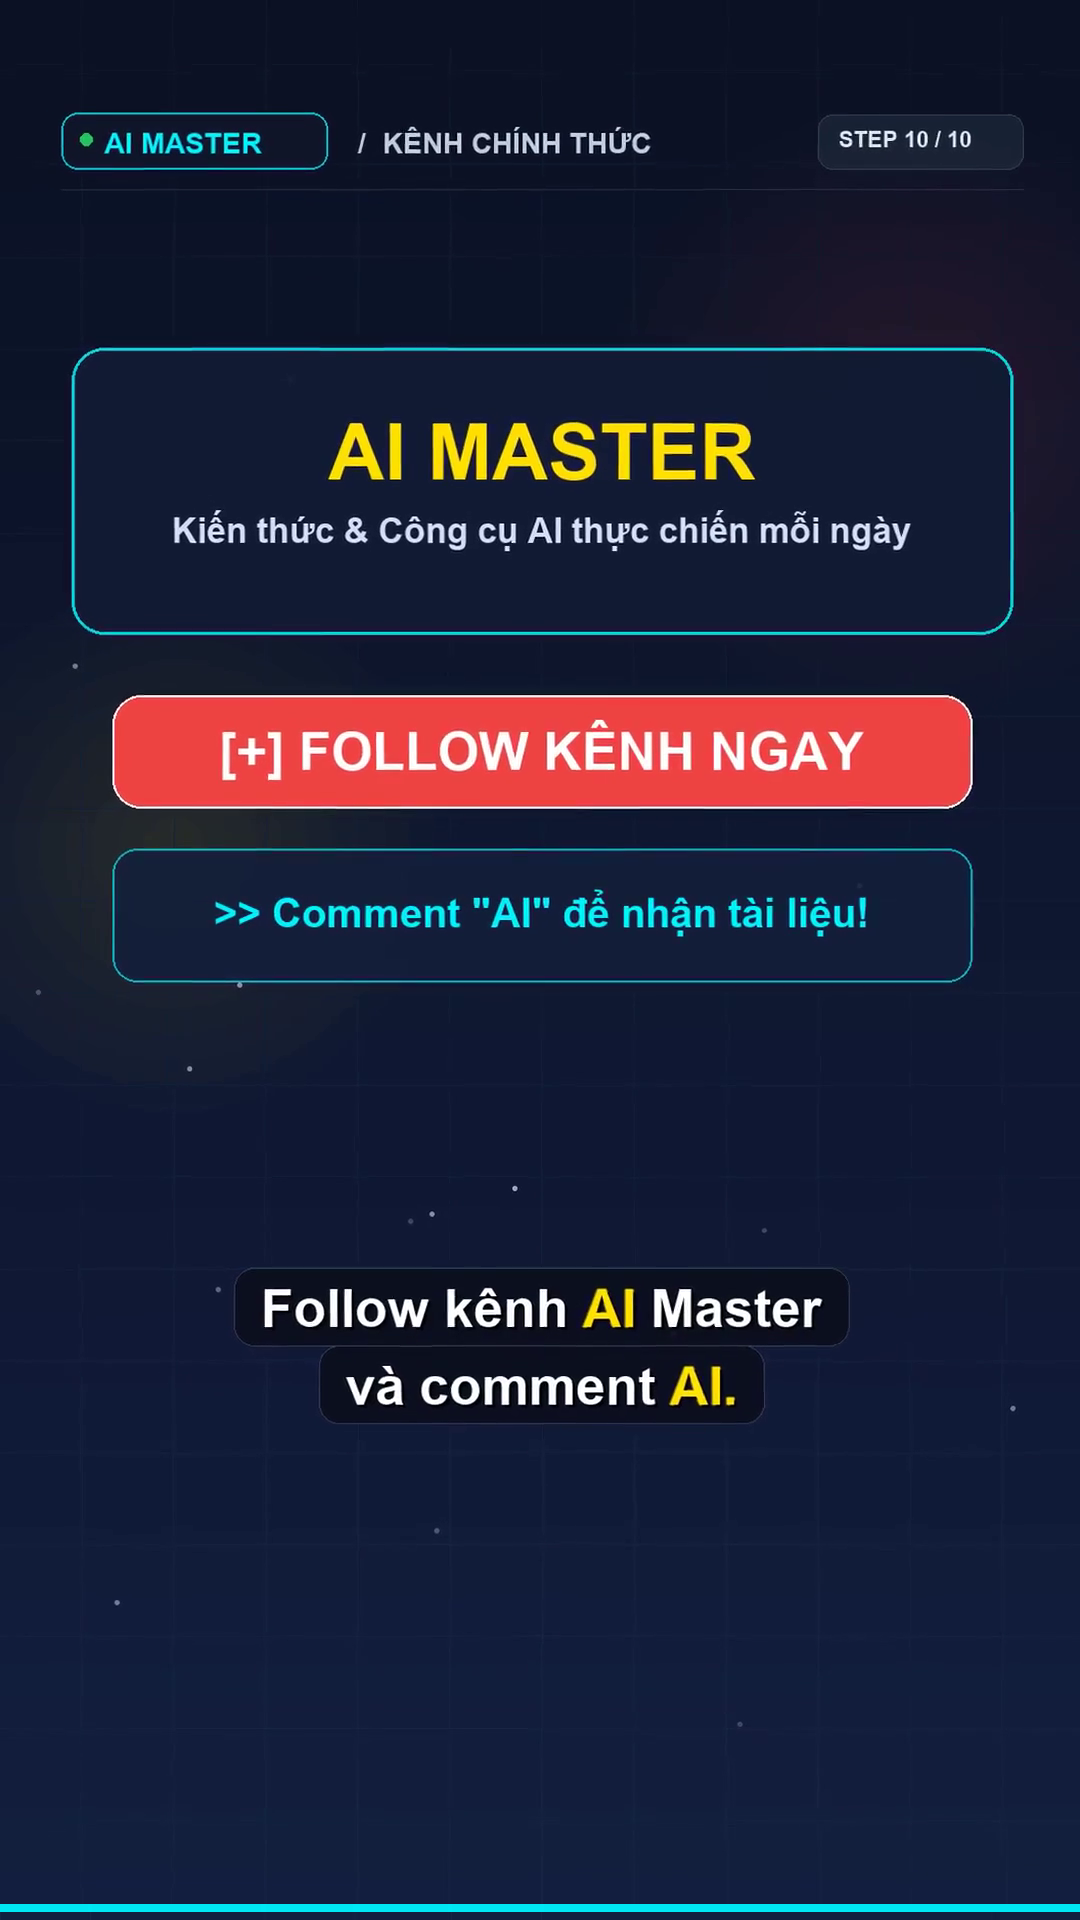 AI MASTER / KÊNH CHÍNH THỨC STEP 10 / 10
AI MASTER
Kiến thức & Công cụ AI thực chiến mỗi ngày
[+] FOLLOW KÊNH NGAY
>> Comment "AI" để nhận tài liệu!
Follow kênh AI Master
và comment AI.